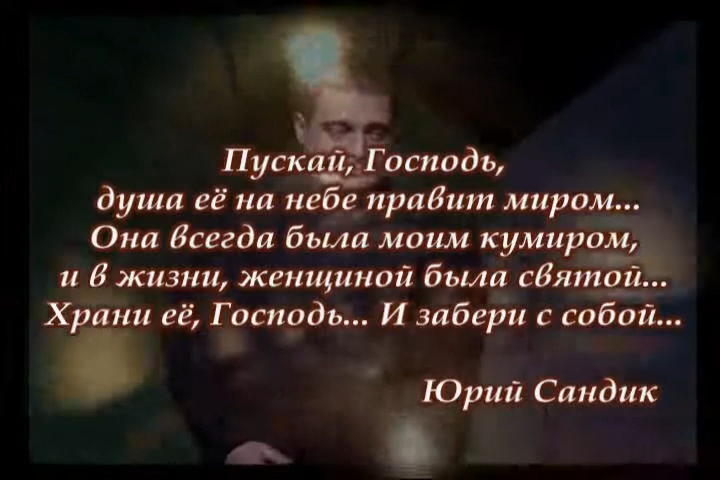 Пускай, Господь,
душа её на небе правит миром...
Она всегда была моим кумиром,
и в жизни, женщиной была святой...
Храни её, Господь... И забери с собой...
Юрий Сандик